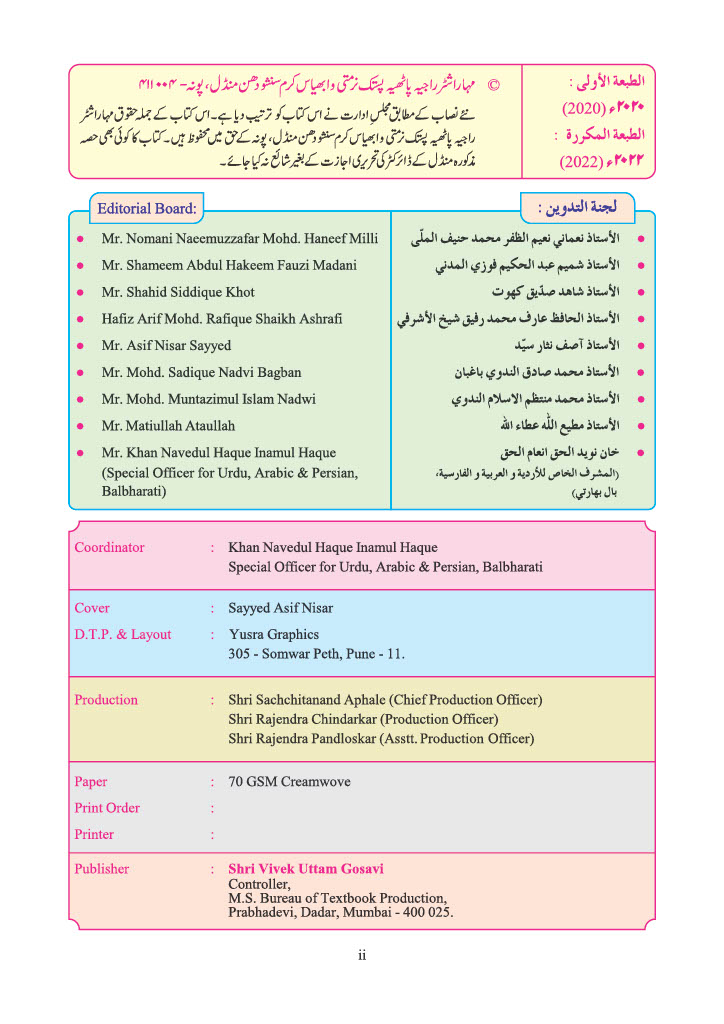 الطبعة الأولى :
۲۰۲۰ء (2020)
الطبعة المكررة :
۲۰۲۲ء (2022)
© مہاراشٹر راجیہ پاٹھیہ پستک نرمتی و ابھیاس کرم سنشودھن منڈل، پونہ- ۴۱۱۰۰۴
نئے نصاب کے مطابق مجلسِ ادارت نے اس کتاب کو ترتیب دیا ہے۔ اس کتاب کے جملہ حقوق مہاراشٹر
راجیہ پاٹھیہ پستک نرمتی و ابھیاس کرم سنشودھن منڈل، پونہ کے حق میں محفوظ ہیں۔ کتاب کا کوئی بھی حصہ
مذکورہ منڈل کے ڈائرکٹر کی تحریری اجازت کے بغیر شائع نہ کیا جائے۔
Editorial Board:
• Mr. Nomani Naeemuzzafar Mohd. Haneef Milli
• Mr. Shameem Abdul Hakeem Fauzi Madani
• Mr. Shahid Siddique Khot
• Hafiz Arif Mohd. Rafique Shaikh Ashrafi
• Mr. Asif Nisar Sayyed
• Mr. Mohd. Sadique Nadvi Bagban
• Mr. Mohd. Muntazimul Islam Nadwi
• Mr. Matiullah Ataullah
• Mr. Khan Navedul Haque Inamul Haque
(Special Officer for Urdu, Arabic & Persian,
Balbharati)
لجنة التدوين :
• الأستاذ نعماني نعيم الظفر محمد حنيف الملّى
• الأستاذ شميم عبد الحكيم فوزي المدني
• الأستاذ شاهد صدّيق كهوت
• الأستاذ الحافظ عارف محمد رفيق شيخ الأشرفي
• الأستاذ آصف نثار سيّد
• الأستاذ محمد صادق الندوي باغبان
• الأستاذ محمد منتظم الاسلام الندوي
• الأستاذ مطيع اللّه عطاء اللّه
• خان نويد الحق انعام الحق
(المشرف الخاص للأردية و العربية و الفارسية،
بال بهارتي)
Coordinator : Khan Navedul Haque Inamul Haque
Special Officer for Urdu, Arabic & Persian, Balbharati
Cover : Sayyed Asif Nisar
D.T.P. & Layout : Yusra Graphics
305 - Somwar Peth, Pune - 11.
Production : Shri Sachchitanand Aphale (Chief Production Officer)
Shri Rajendra Chindarkar (Production Officer)
Shri Rajendra Pandloskar (Asstt. Production Officer)
Paper : 70 GSM Creamwove
Print Order :
Printer :
Publisher : Shri Vivek Uttam Gosavi
Controller,
M.S. Bureau of Textbook Production,
Prabhadevi, Dadar, Mumbai - 400 025.
ii